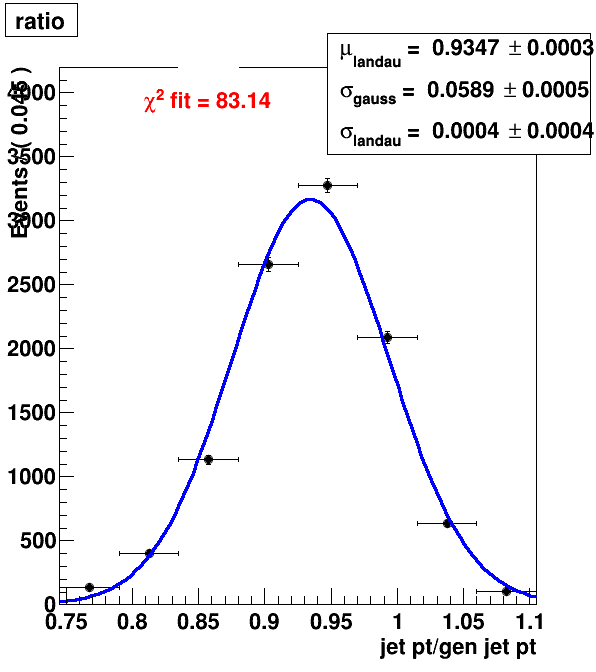 ratio
μlandau = 0.9347 ± 0.0003
σgauss = 0.0589 ± 0.0005
σlandau = 0.0004 ± 0.0004
χ² fit = 83.14
4000
3500
3000
2500
2000
1500
1000
500
0
0.75 0.8 0.85 0.9 0.95 1 1.05 1.1
jet pt/gen jet pt